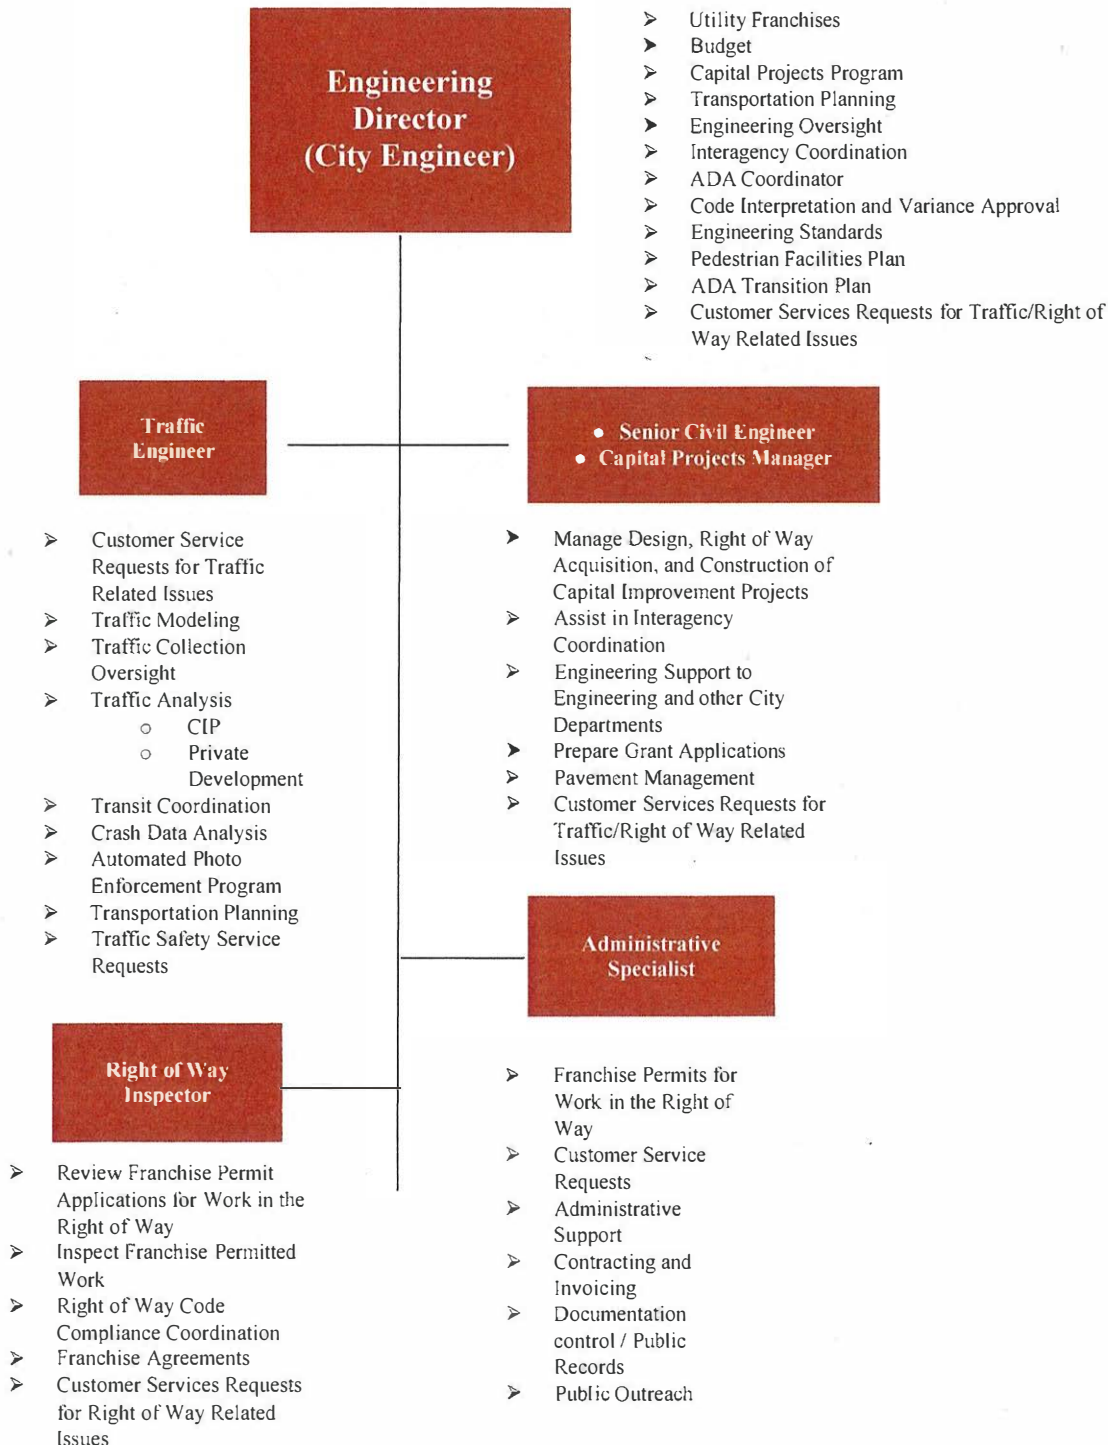 Engineering
Director
(City Engineer)
➢ Utility Franchises
➢ Budget
➢ Capital Projects Program
➢ Transportation Planning
➢ Engineering Oversight
➢ Interagency Coordination
➢ ADA Coordinator
➢ Code Interpretation and Variance Approval
➢ Engineering Standards
➢ Pedestrian Facilities Plan
➢ ADA Transition Plan
➢ Customer Services Requests for Traffic/Right of
Way Related Issues
Traffic
Engineer
➢ Customer Service
Requests for Traffic
Related Issues
➢ Traffic Modeling
➢ Traffic Collection
Oversight
➢ Traffic Analysis
○ CIP
○ Private
Development
➢ Transit Coordination
➢ Crash Data Analysis
➢ Automated Photo
Enforcement Program
➢ Transportation Planning
➢ Traffic Safety Service
Requests
● Senior Civil Engineer
● Capital Projects Manager
➢ Manage Design, Right of Way
Acquisition, and Construction of
Capital Improvement Projects
➢ Assist in Interagency
Coordination
➢ Engineering Support to
Engineering and other City
Departments
➢ Prepare Grant Applications
➢ Pavement Management
➢ Customer Services Requests for
Traffic/Right of Way Related
Issues
Right of Way
Inspector
➢ Review Franchise Permit
Applications for Work in the
Right of Way
➢ Inspect Franchise Permitted
Work
➢ Right of Way Code
Compliance Coordination
➢ Franchise Agreements
➢ Customer Services Requests
for Right of Way Related
Issues
Administrative
Specialist
➢ Franchise Permits for
Work in the Right of
Way
➢ Customer Service
Requests
➢ Administrative
Support
➢ Contracting and
Invoicing
➢ Documentation
control / Public
Records
➢ Public Outreach